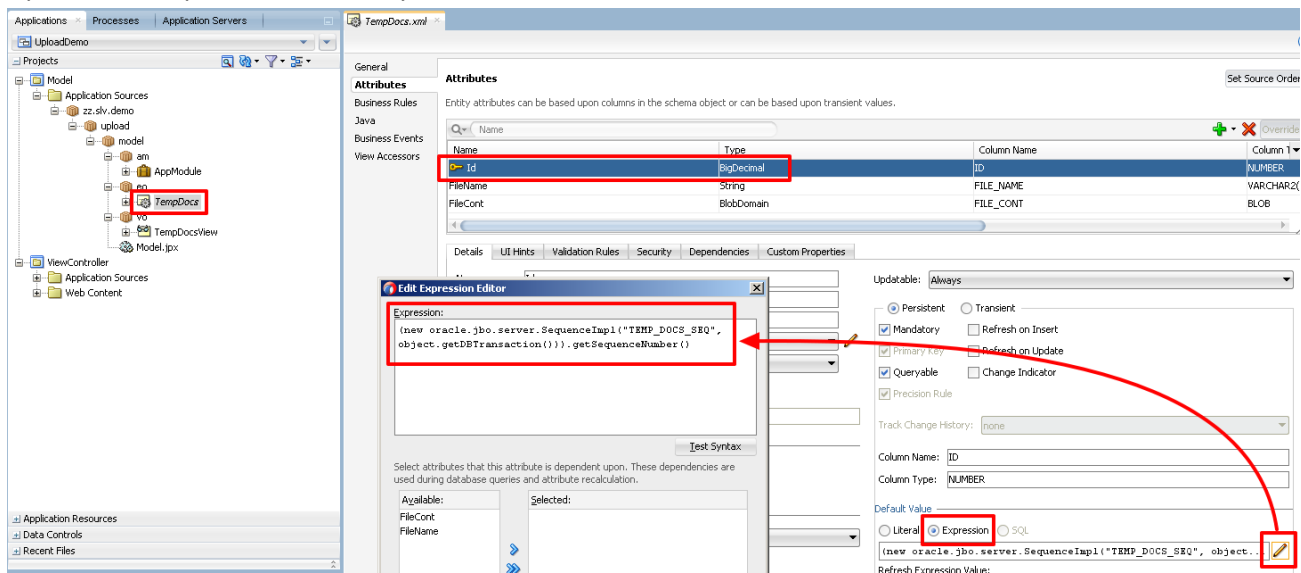 Applications
Processes
Application Servers
UploadDemo
Projects
Model
Application Sources
zz.slv.demo
upload
model
am
AppModule
eo
TempDocs
vo
TempDocsView
Model.jpx
ViewController
Application Sources
Web Content
Application Resources
Data Controls
Recent Files
TempDocs.xml
General
Attributes
Business Rules
Java
Business Events
View Accessors
Attributes
Set Source Order
Entity attributes can be based upon columns in the schema object or can be based upon transient values.
Name
Override
Name Type Column Name Column T
Id BigDecimal ID NUMBER
FileName String FILE_NAME VARCHAR2(
FileCont BlobDomain FILE_CONT BLOB
Details UI Hints Validation Rules Security Dependencies Custom Properties
Edit Expression Editor
Expression:
(new oracle.jbo.server.SequenceImpl("TEMP_DOCS_SEQ",
object.getDBTransaction())).getSequenceNumber()
Test Syntax
Select attributes that this attribute is dependent upon. These dependencies are
used during database queries and attribute recalculation.
Available: Selected:
FileCont
FileName
Updatable: Always
Persistent Transient
Mandatory Refresh on Insert
Primary Key Refresh on Update
Queryable Change Indicator
Precision Rule
Track Change History: none
Column Name: ID
Column Type: NUMBER
Default Value
Literal Expression SQL
(new oracle.jbo.server.SequenceImpl("TEMP_DOCS_SEQ", object...
Refresh Expression Value: